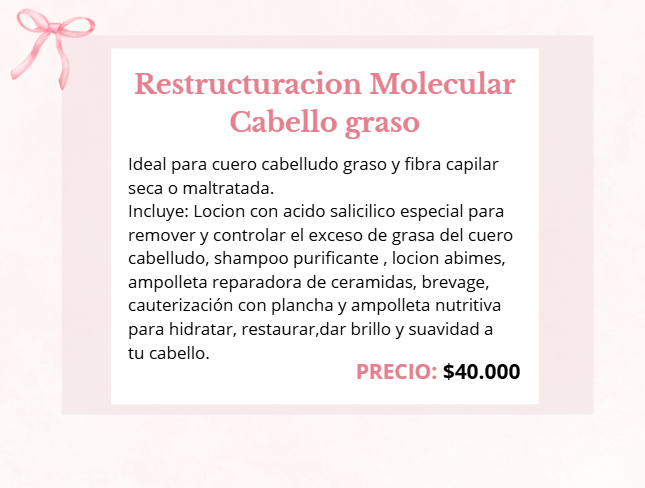 Restructuracion Molecular
Cabello graso
Ideal para cuero cabelludo graso y fibra capilar
seca o maltratada.
Incluye: Locion con acido salicilico especial para
remover y controlar el exceso de grasa del cuero
cabelludo, shampoo purificante , locion abimes,
ampolleta reparadora de ceramidas, brevage,
cauterización con plancha y ampolleta nutritiva
para hidratar, restaurar,dar brillo y suavidad a
tu cabello.
PRECIO: $40.000